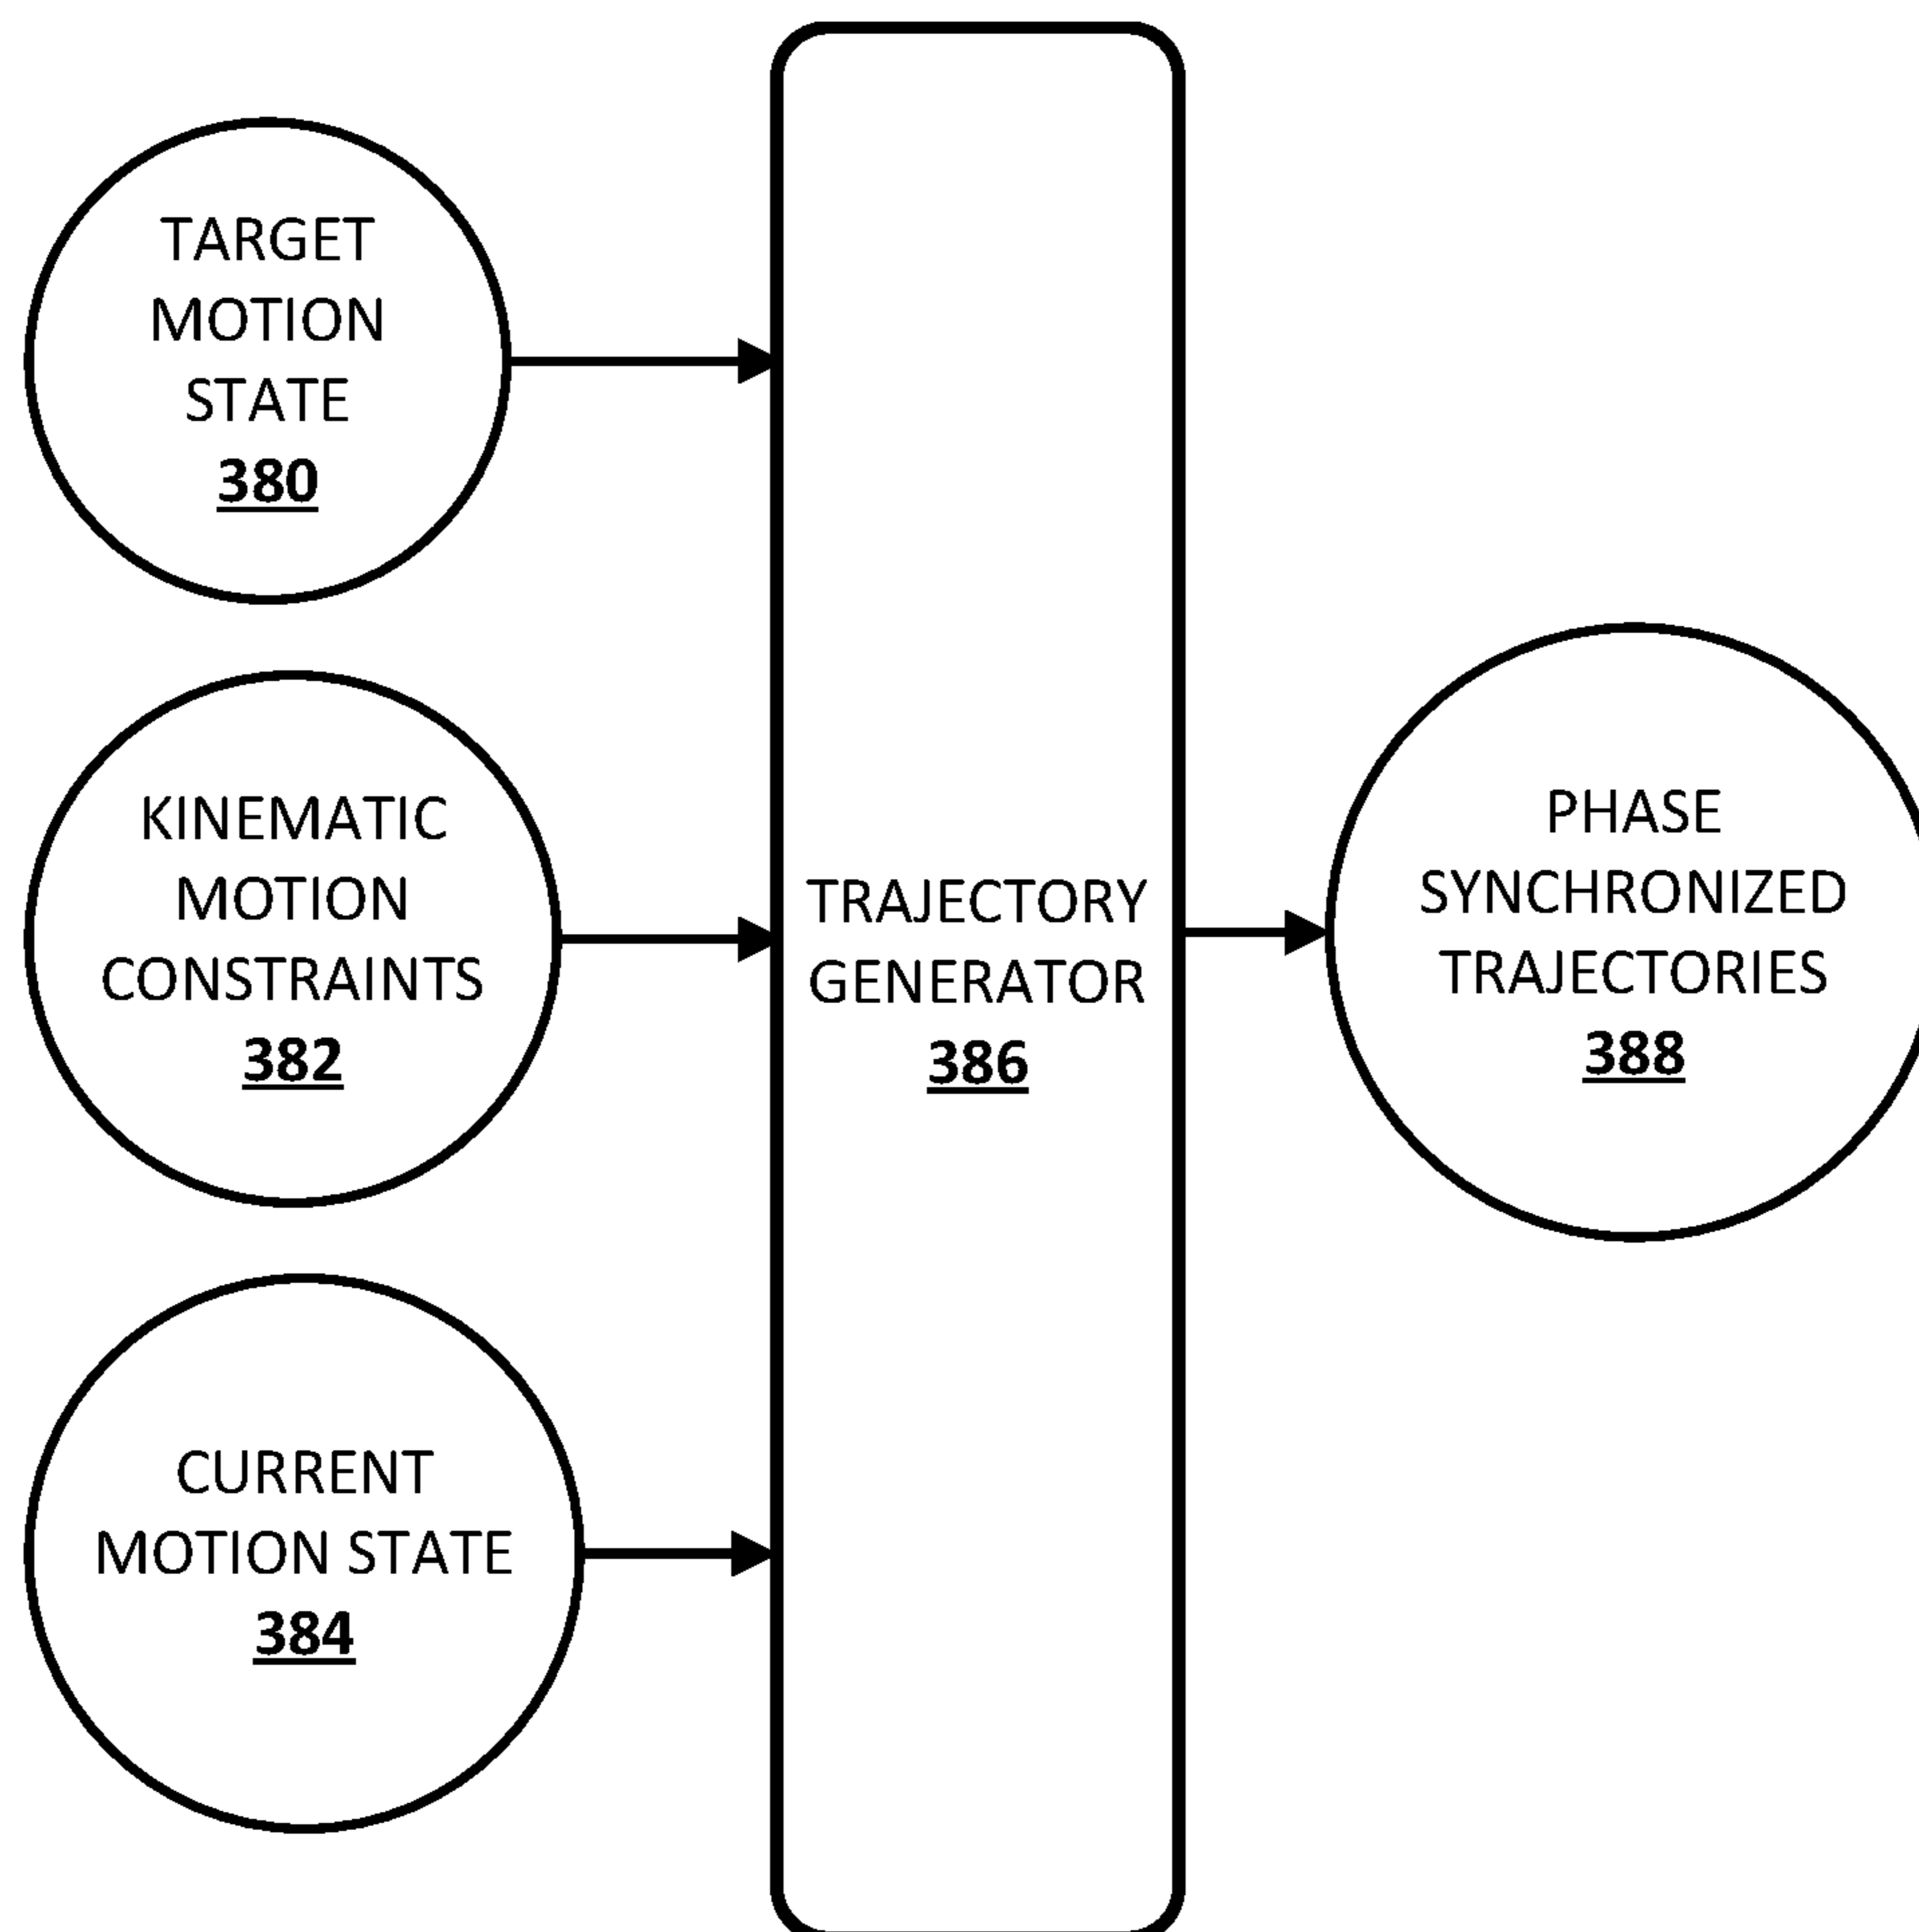 TARGET
MOTION
STATE
380
KINEMATIC
MOTION
CONSTRAINTS
382
CURRENT
MOTION STATE
384
TRAJECTORY
GENERATOR
386
PHASE
SYNCHRONIZED
TRAJECTORIES
388